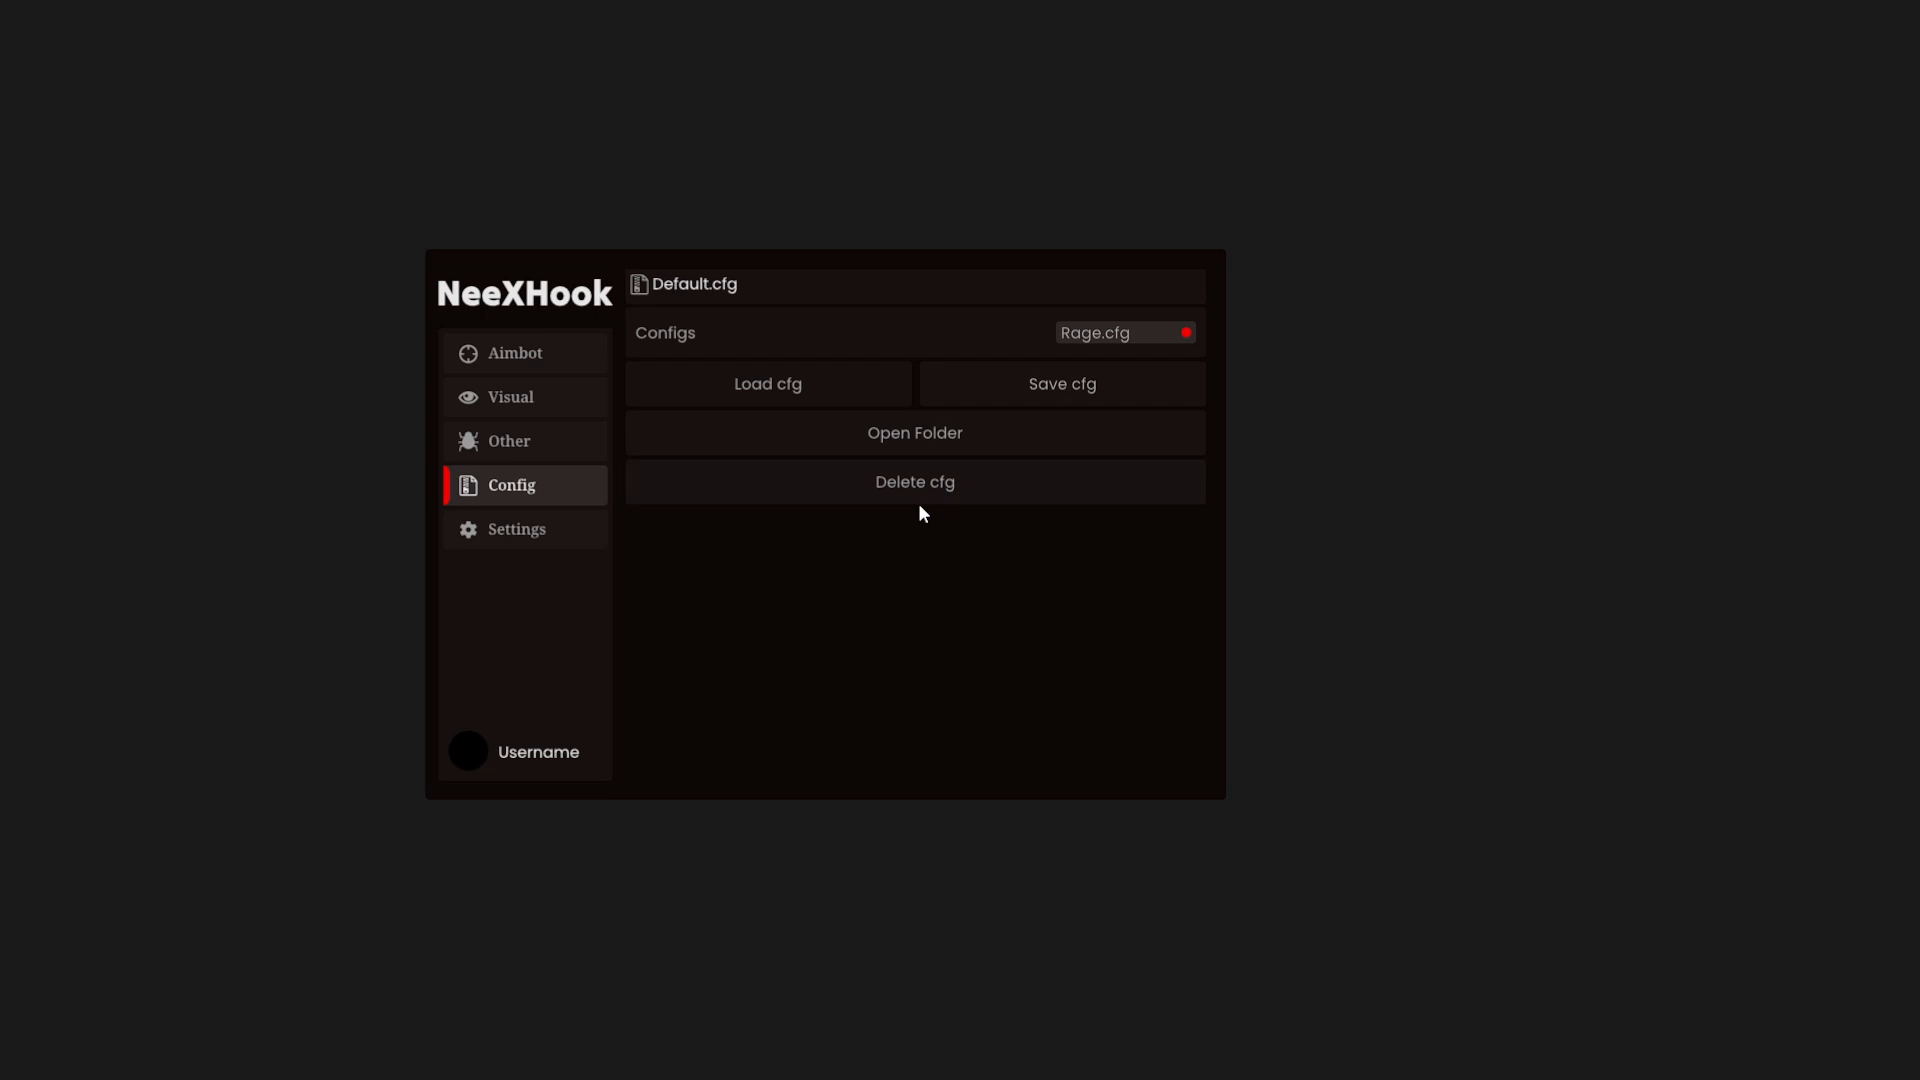 NeeXHook
Aimbot
Visual
Other
Config
Settings
Username
Default.cfg
Configs
Rage.cfg
Load cfg
Save cfg
Open Folder
Delete cfg